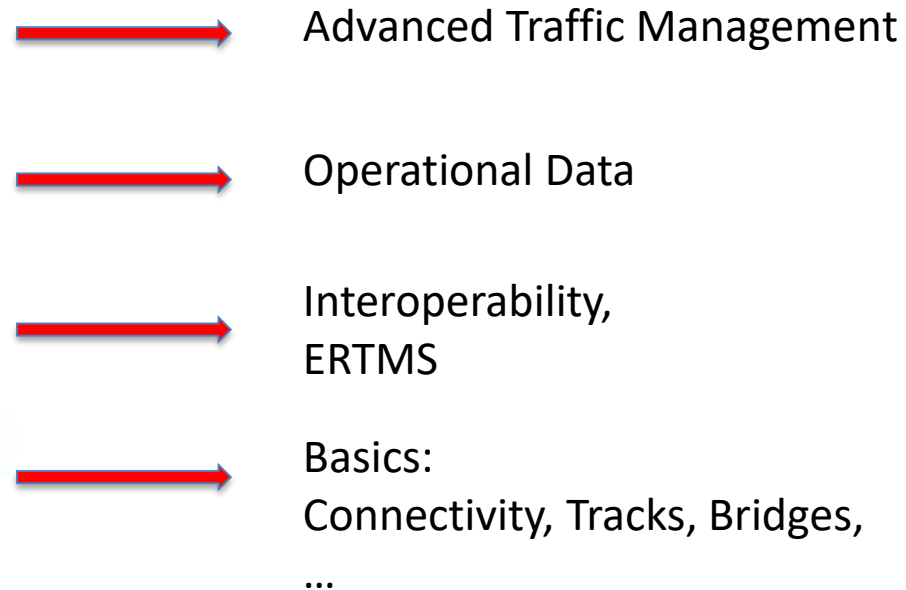 Advanced Traffic Management
Operational Data
Interoperability,
ERTMS
Basics:
Connectivity, Tracks, Bridges,
…